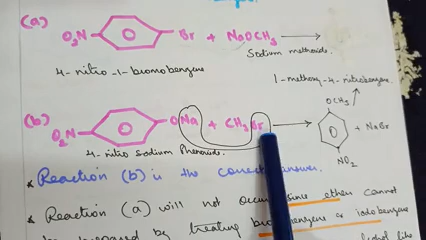 (a)
O₂N Br + NaOCH₃
Sodium methoxide.
4-nitro-1-bromobenzene
1-methoxy-4-nitrobenzene
(b)
O₂N ONa + CH₃Br OCH₃ NO₂ + NaBr
4-nitro sodium Phenoxide.
* Reaction (b) is the correct answer.
* Reaction (a) will not occur since ether cannot
be prepared by treating bromobenzene or iodobenzene